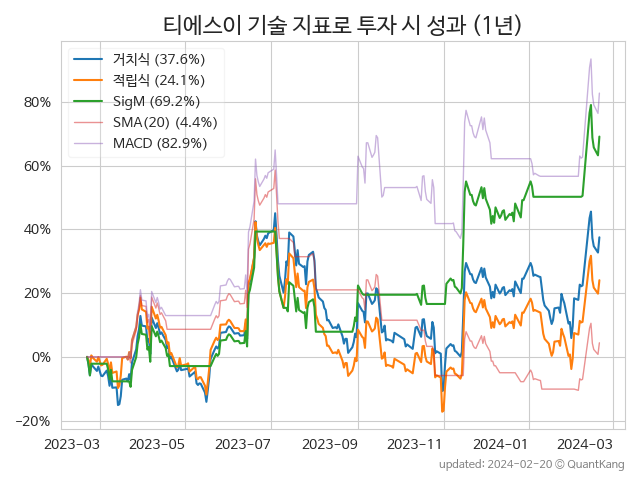 티에스이 기술 지표로 투자 시 성과 (1년)
거치식 (37.6%)
적립식 (24.1%)
SigM (69.2%)
SMA(20) (4.4%)
MACD (82.9%)
80%
60%
40%
20%
0%
−20%
2023-03 2023-05 2023-07 2023-09 2023-11 2024-01 2024-03
updated: 2024-02-20 © QuantKang